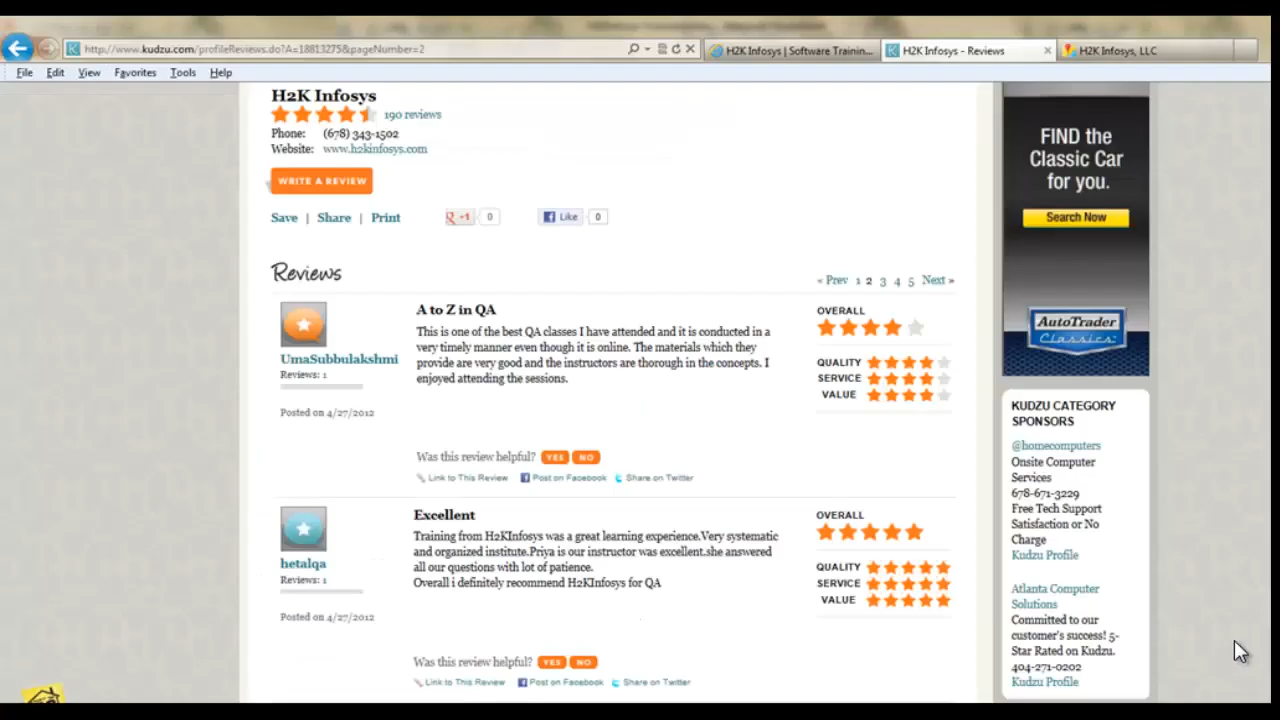 http://www.kudzu.com/profileReviews.do?A=18813275&pageNumber=2
H2K Infosys | Software Trainin...
H2K Infosys - Reviews
H2K Infosys, LLC
File Edit View Favorites Tools Help
H2K Infosys
190 reviews
Phone: (678) 343-1502
Website: www.h2kinfosys.com
WRITE A REVIEW
Save | Share | Print
+1 0
Like 0
Reviews
« Prev 1 2 3 4 5 Next »
UmaSubbulakshmi
Reviews: 1
Posted on 4/27/2012
A to Z in QA
This is one of the best QA classes I have attended and it is conducted in a
very timely manner even though it is online. The materials which they
provide are very good and the instructors are thorough in the concepts. I
enjoyed attending the sessions.
Was this review helpful? YES NO
Link to This Review Post on Facebook Share on Twitter
OVERALL
QUALITY
SERVICE
VALUE
hetalqa
Reviews: 1
Posted on 4/27/2012
Excellent
Training from H2KInfosys was a great learning experience.Very systematic
and organized institute.Priya is our instructor was excellent.she answered
all our questions with lot of patience.
Overall i definitely recommend H2KInfosys for QA
Was this review helpful? YES NO
Link to This Review Post on Facebook Share on Twitter
OVERALL
QUALITY
SERVICE
VALUE
FIND the
Classic Car
for you.
Search Now
AutoTrader
Classics
KUDZU CATEGORY
SPONSORS
@homecomputers
Onsite Computer
Services
678-671-3229
Free Tech Support
Satisfaction or No
Charge
Kudzu Profile
Atlanta Computer
Solutions
Committed to our
customer's success! 5-
Star Rated on Kudzu.
404-271-0202
Kudzu Profile